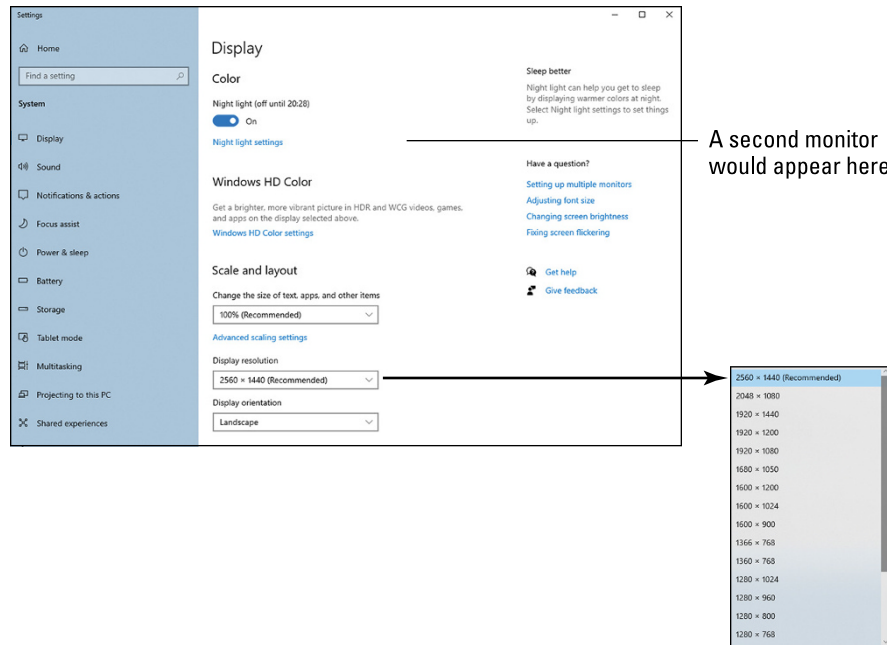 Settings
Home
Find a setting
System
Display
Sound
Notifications & actions
Focus assist
Power & sleep
Battery
Storage
Tablet mode
Multitasking
Projecting to this PC
Shared experiences
Display
Color
Night light (off until 20:28)
On
Night light settings
Windows HD Color
Get a brighter, more vibrant picture in HDR and WCG videos, games,
and apps on the display selected above.
Windows HD Color settings
Scale and layout
Change the size of text, apps, and other items
100% (Recommended)
Advanced scaling settings
Display resolution
2560 × 1440 (Recommended)
Display orientation
Landscape
Sleep better
Night light can help you get to sleep
by displaying warmer colors at night.
Select Night light settings to set things
up.
Have a question?
Setting up multiple monitors
Adjusting font size
Changing screen brightness
Fixing screen flickering
Get help
Give feedback
A second monitor
would appear here
2560 × 1440 (Recommended)
2048 × 1080
1920 × 1440
1920 × 1200
1920 × 1080
1680 × 1050
1600 × 1200
1600 × 1024
1600 × 900
1366 × 768
1360 × 768
1280 × 1024
1280 × 960
1280 × 800
1280 × 768